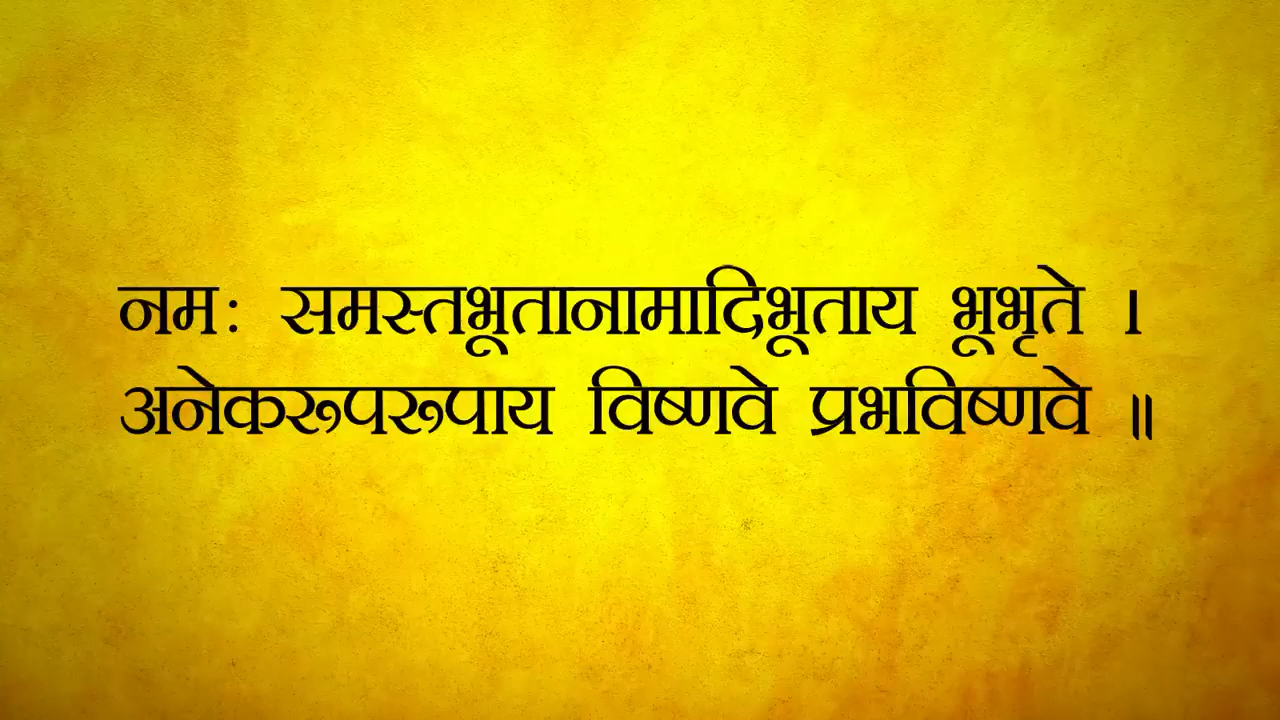 नमः समस्तभूतानामादिभूताय भूभृते ।
अनेकरूपरूपाय विष्णवे प्रभविष्णवे ॥